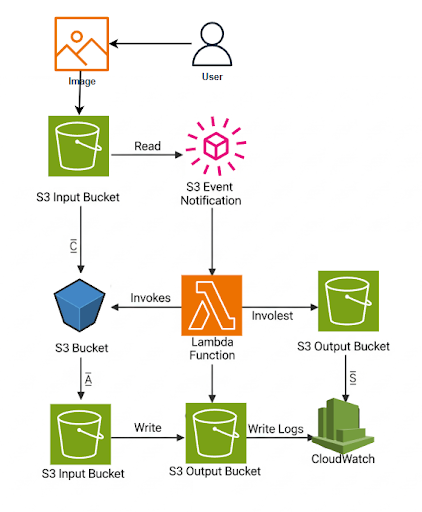 Image
User
Read
S3 Input Bucket
S3 Event
Notification
C̅
Invokes
Involest
S3 Bucket
Lambda
Function
S3 Output Bucket
A̅
S̅
Write
Write Logs
S3 Input Bucket
S3 Output Bucket
CloudWatch